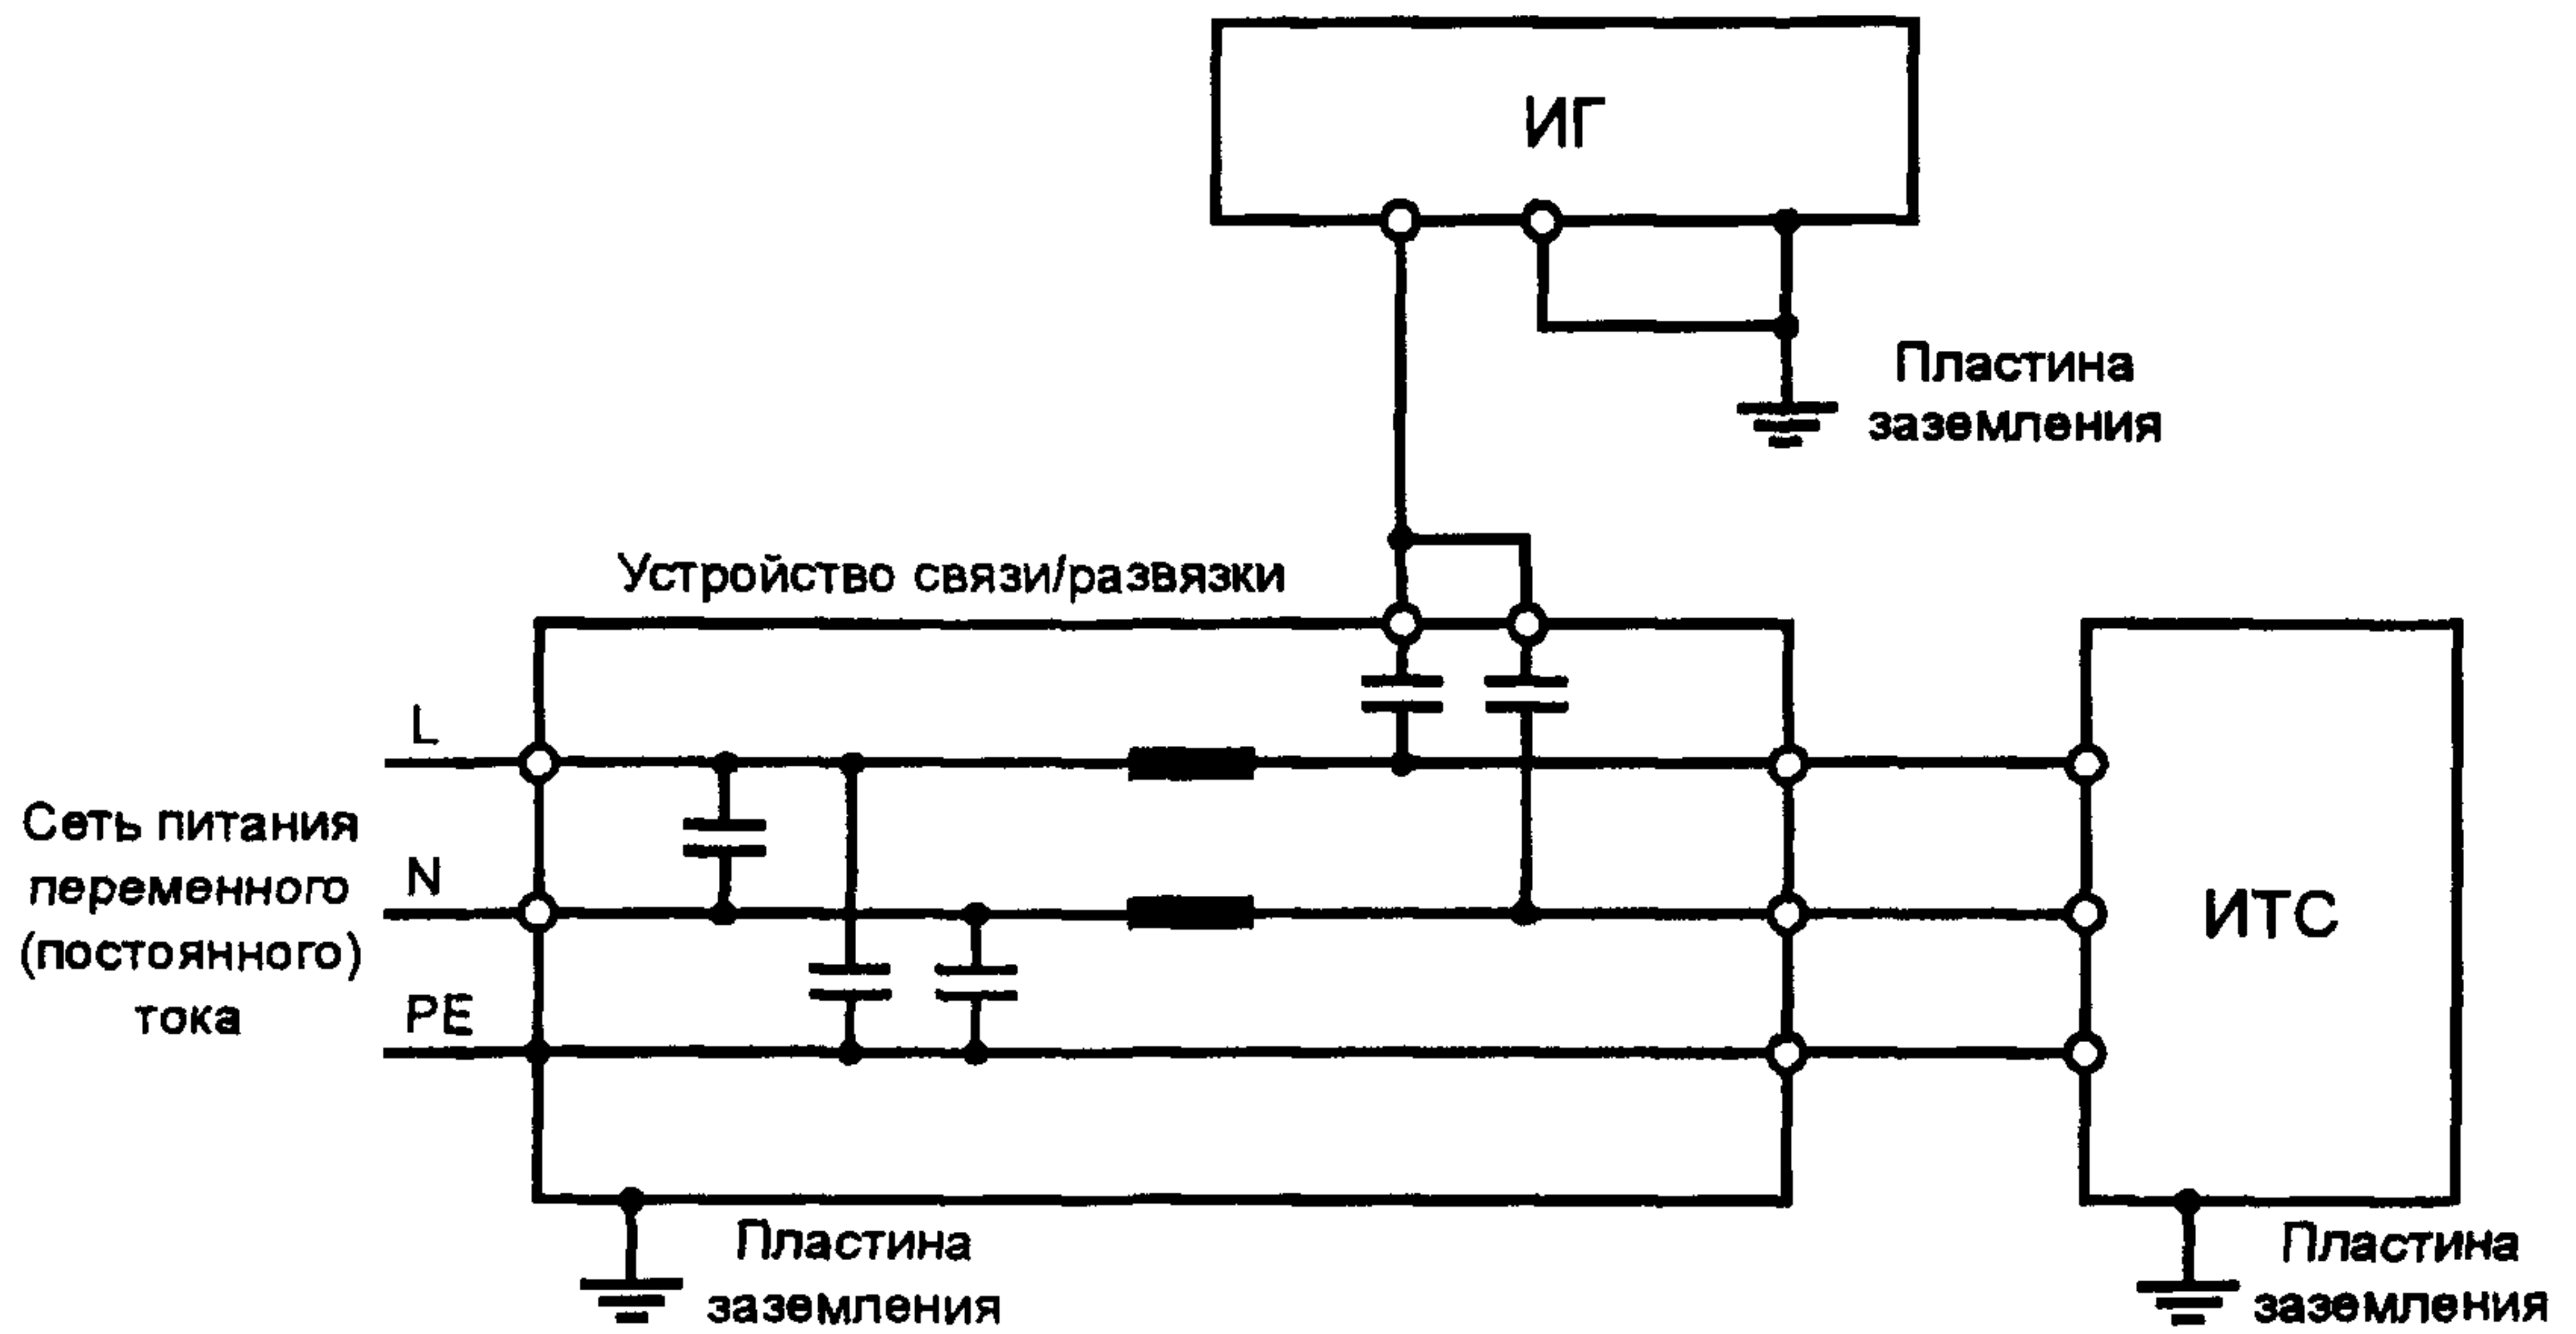 ИГ
Пластина
заземления
Устройство связи/развязки
L
Сеть питания
переменного
(постоянного)
тока
N
PE
ИТС
Пластина
заземления
Пластина
заземления